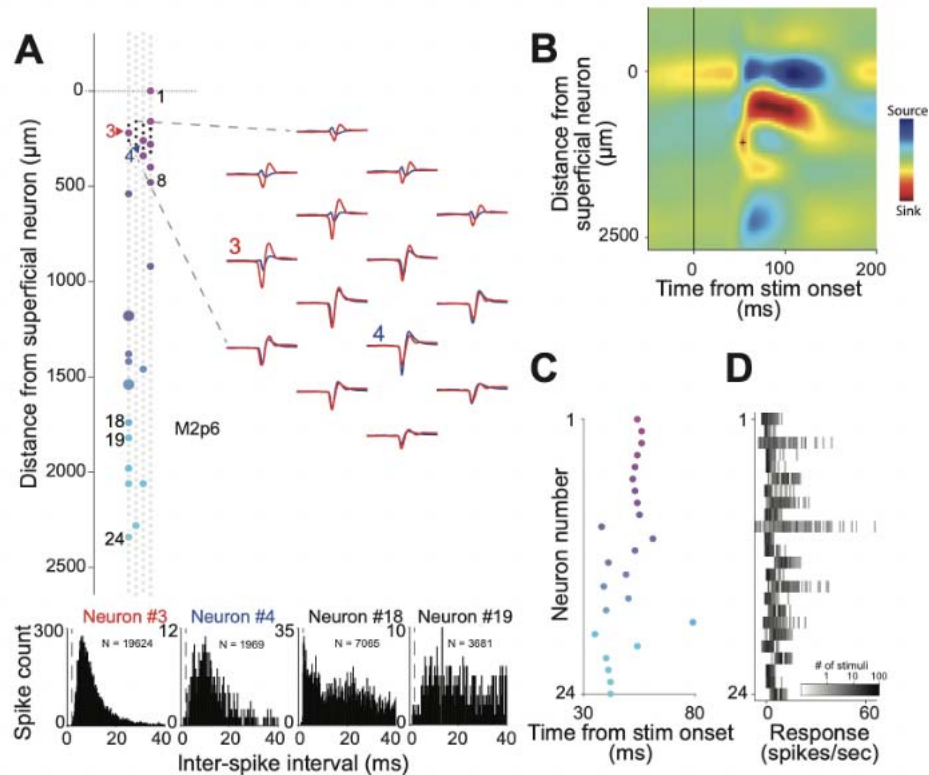 A
Distance from superficial neuron (µm)
0
500
1000
1500
2000
2500
1
3
4
8
18
19
24
M2p6
3
4
B
Distance from
superficial neuron
(µm)
0
2500
0
100
200
Time from stim onset
(ms)
Source
Sink
C
Neuron number
1
24
30
80
Time from stim onset
(ms)
D
1
24
# of stimuli
1 10 100
0
60
Response
(spikes/sec)
Neuron #3
Neuron #4
Neuron #18
Neuron #19
Spike count
300
0
N = 19624
12
0
N = 1969
35
0
N = 7065
10
0
N = 3681
0 20 40
0 20 40
0 20 40
0 20 40
Inter-spike interval (ms)